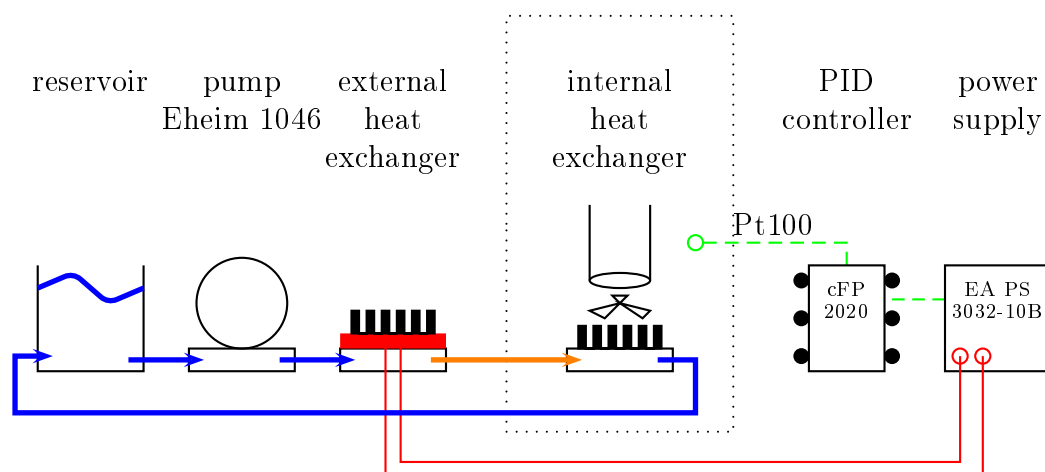 reservoir
pump
Eheim 1046
external
heat
exchanger
internal
heat
exchanger
PID
controller
power
supply
Pt100
cFP
2020
EA PS
3032-10B